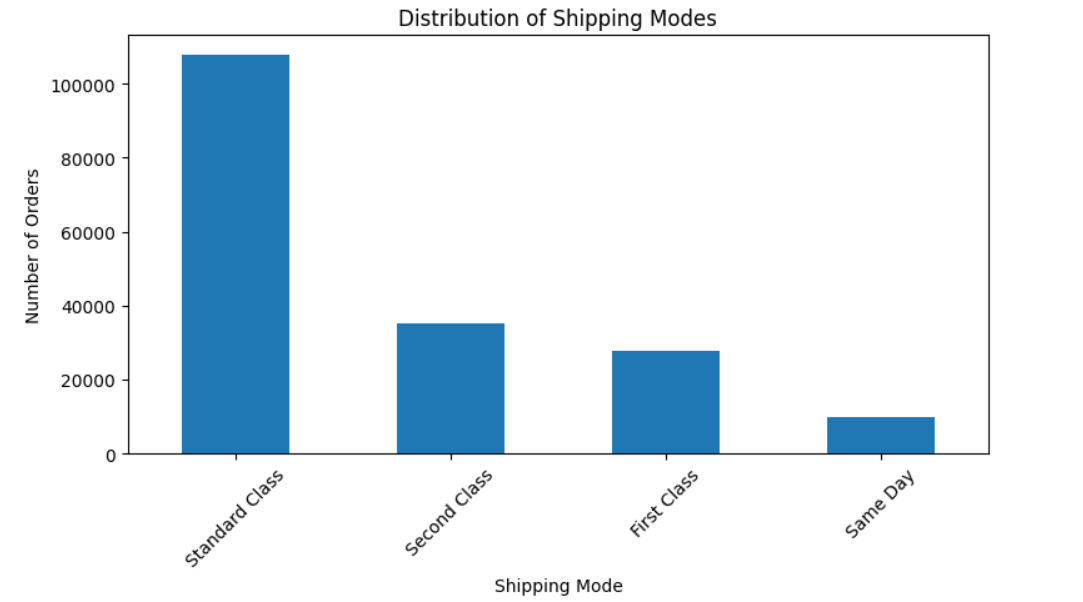 Distribution of Shipping Modes
Number of Orders
100000
80000
60000
40000
20000
0
Standard Class
Second Class
First Class
Same Day
Shipping Mode